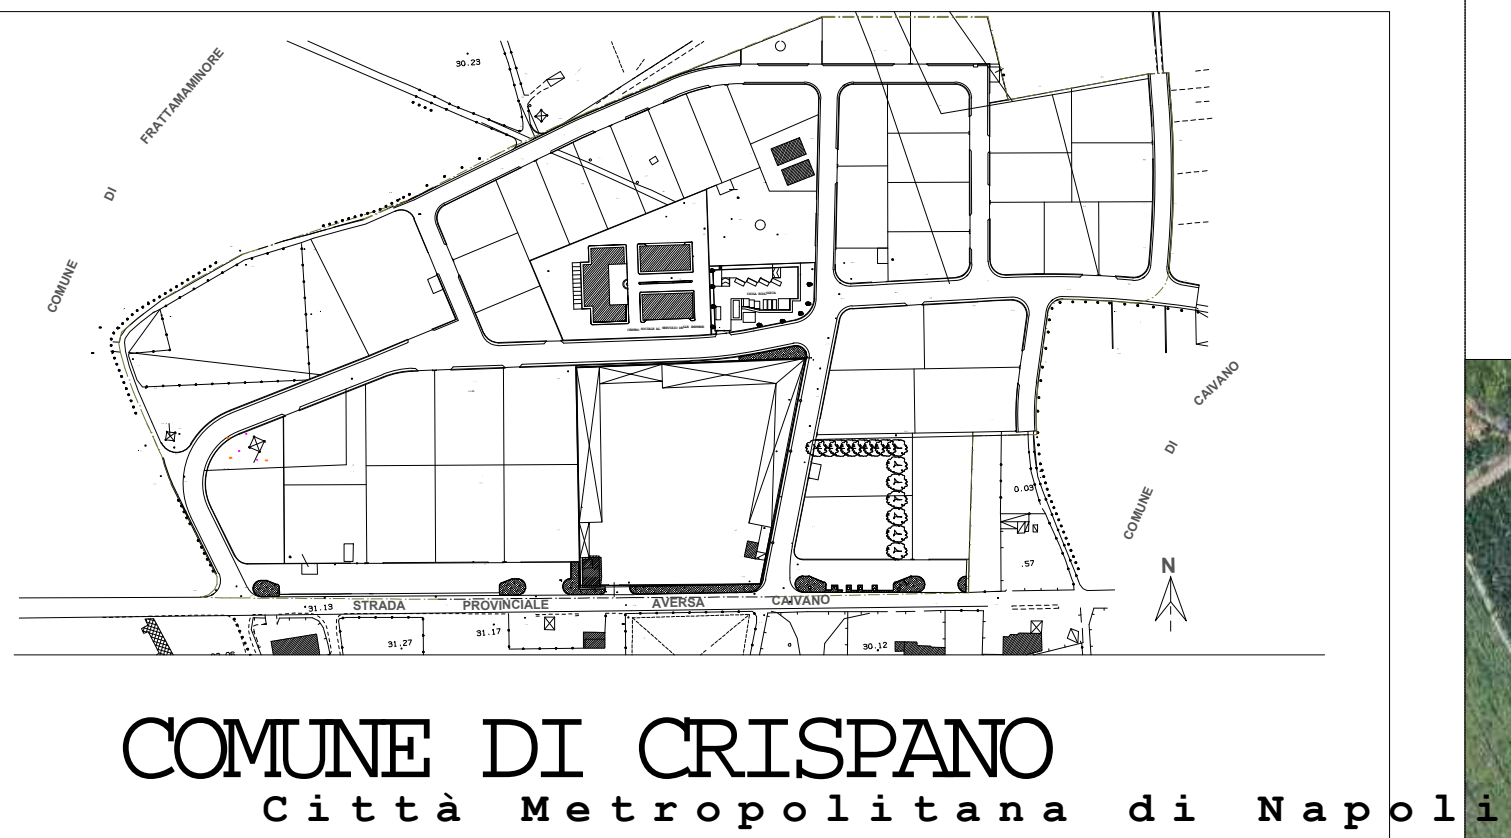 30.23
COMUNE DI FRATTAMAMINORE
COMUNE DI CAIVANO
0.03
.57
N
STRADA PROVINCIALE AVERSA CAIVANO
31.13
31.27
31.17
30.12
COMUNE DI CRISPANO
Città Metropolitana di Napoli